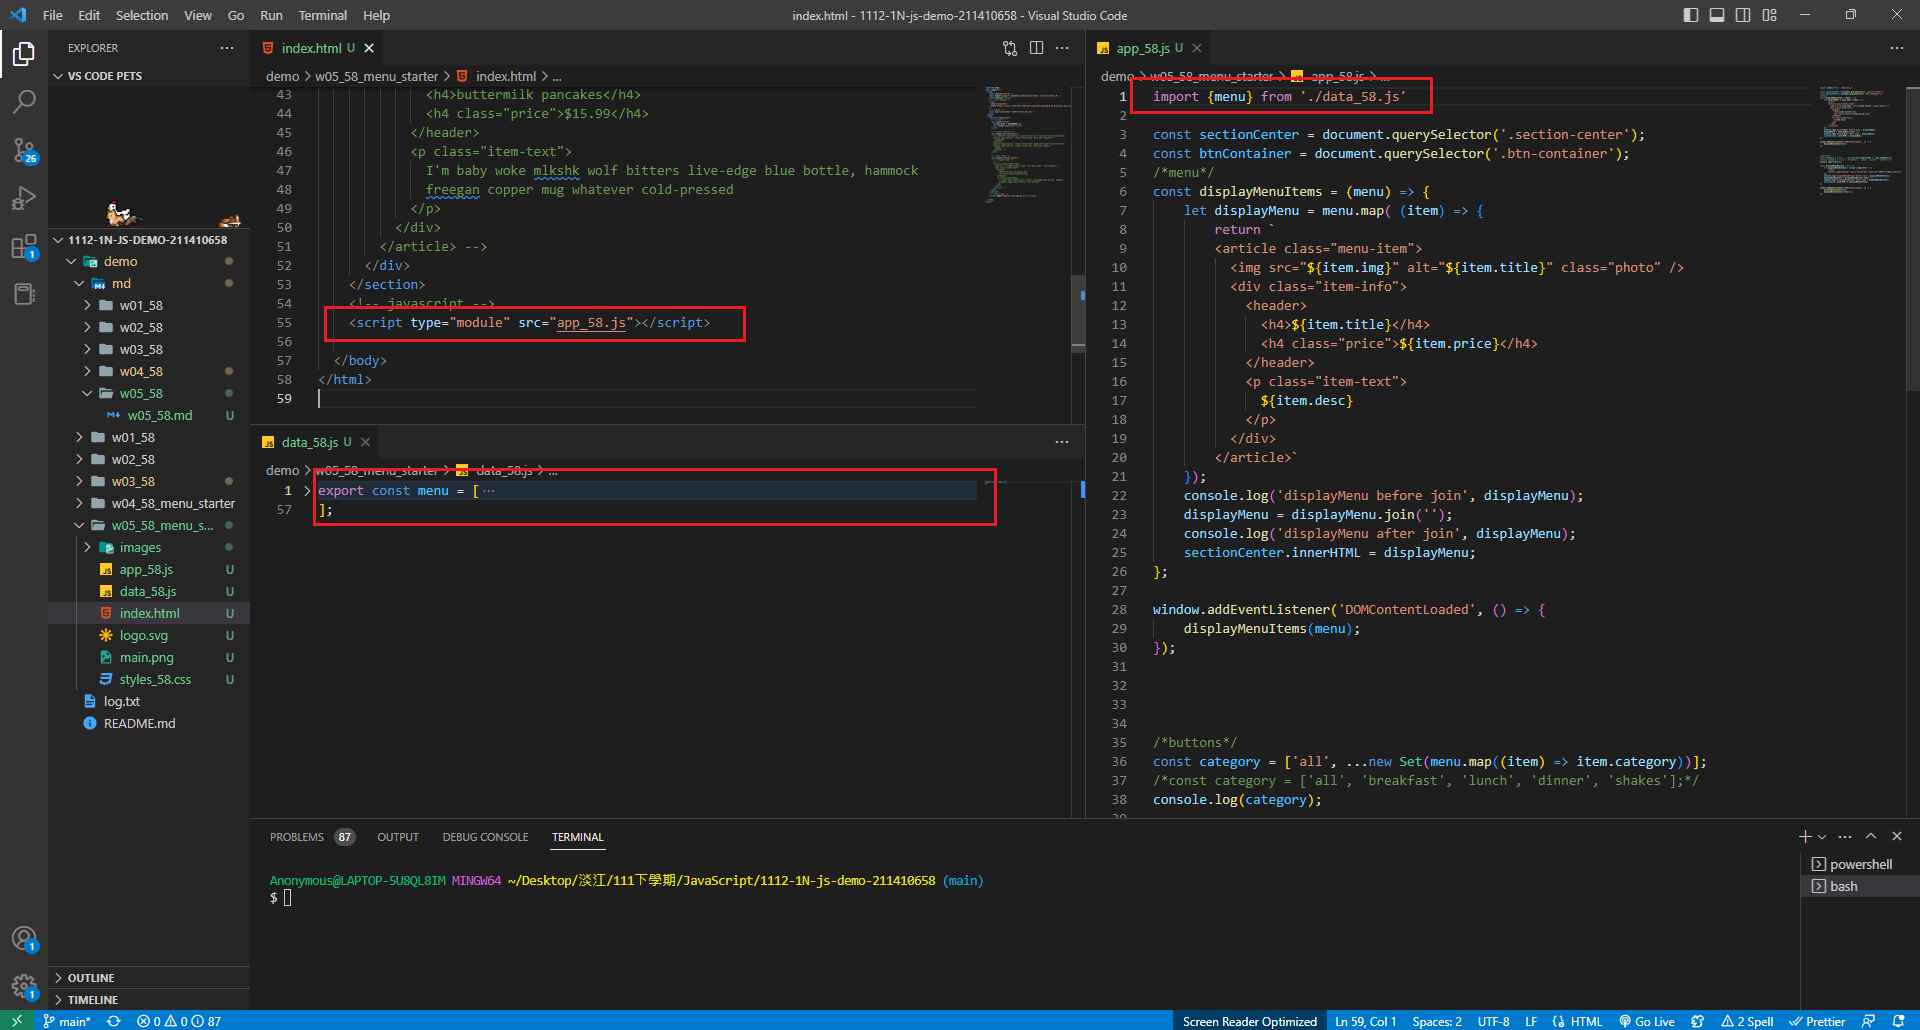 File Edit Selection View Go Run Terminal Help
index.html - 1112-1N-js-demo-211410658 - Visual Studio Code
EXPLORER
VS CODE PETS
1112-1N-JS-DEMO-211410658
demo
md
w01_58
w02_58
w03_58
w04_58
w05_58
w05_58.md U
w01_58
w02_58
w03_58
w04_58_menu_starter
w05_58_menu_s...
images
app_58.js U
data_58.js U
index.html U
logo.svg U
main.png U
styles_58.css U
log.txt
README.md
OUTLINE
TIMELINE
26
1
1
1
index.html U
demo > w05_58_menu_starter > index.html > ...
43 <h4>buttermilk pancakes</h4>
44 <h4 class="price">$15.99</h4>
45 </header>
46 <p class="item-text">
47 I'm baby woke mlkshk wolf bitters live-edge blue bottle, hammock
48 freegan copper mug whatever cold-pressed
49 </p>
50 </div>
51 </article> -->
52 </div>
53 </section>
54 <!-- javascript -->
55 <script type="module" src="app_58.js"></script>
56
57 </body>
58 </html>
59
data_58.js U
demo > w05_58_menu_starter > data_58.js > ...
1 export const menu = [ ...
57 ];
app_58.js U
demo > w05_58_menu_starter > app_58.js > ...
1 import {menu} from './data_58.js'
2
3 const sectionCenter = document.querySelector('.section-center');
4 const btnContainer = document.querySelector('.btn-container');
5 /*menu*/
6 const displayMenuItems = (menu) => {
7 let displayMenu = menu.map( (item) => {
8 return `
9 <article class="menu-item">
10 <img src="${item.img}" alt="${item.title}" class="photo" />
11 <div class="item-info">
12 <header>
13 <h4>${item.title}</h4>
14 <h4 class="price">${item.price}</h4>
15 </header>
16 <p class="item-text">
17 ${item.desc}
18 </p>
19 </div>
20 </article>`
21 });
22 console.log('displayMenu before join', displayMenu);
23 displayMenu = displayMenu.join('');
24 console.log('displayMenu after join', displayMenu);
25 sectionCenter.innerHTML = displayMenu;
26 };
27
28 window.addEventListener('DOMContentLoaded', () => {
29 displayMenuItems(menu);
30 });
31
32
33
34
35 /*buttons*/
36 const category = ['all', ...new Set(menu.map((item) => item.category))];
37 /*const category = ['all', 'breakfast', 'lunch', 'dinner', 'shakes'];*/
38 console.log(category);
39
PROBLEMS 87 OUTPUT DEBUG CONSOLE TERMINAL
Anonymous@LAPTOP-5U8QL8IM MINGW64 ~/Desktop/淡江/111下學期/JavaScript/1112-1N-js-demo-211410658 (main)
$
powershell
bash
main* 0 0 87
Screen Reader Optimized Ln 59, Col 1 Spaces: 2 UTF-8 LF HTML Go Live 2 Spell Prettier